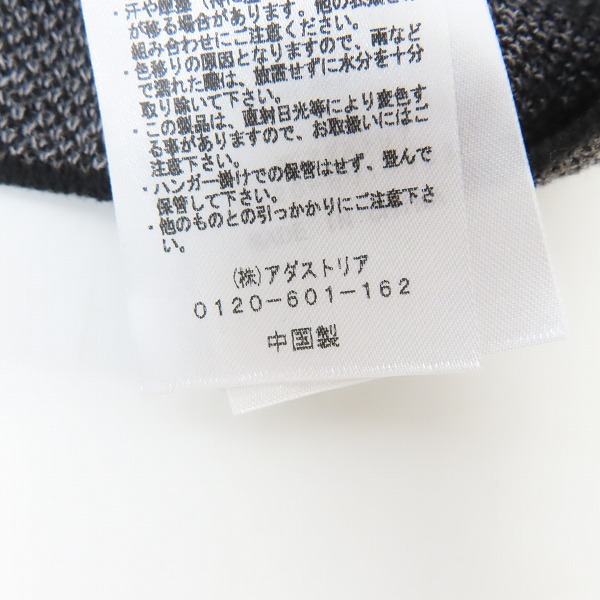 ・汗や摩擦（特に湿
が移る場合があります。他の衣類
組み合わせにご注意ください。
・色移りの原因となりますので、雨など
で濡れた際は、放置せずに水分を十分
取り除いて下さい。
・この製品は、直射日光等により変色す
る事がありますので、お取扱いにはご
注意下さい。
・ハンガー掛けでの保管はせず、畳んで
保管して下さい。
・他のものとの引っかかりにご注意下さ
い。
(株)アダストリア
0120-601-162
中国製